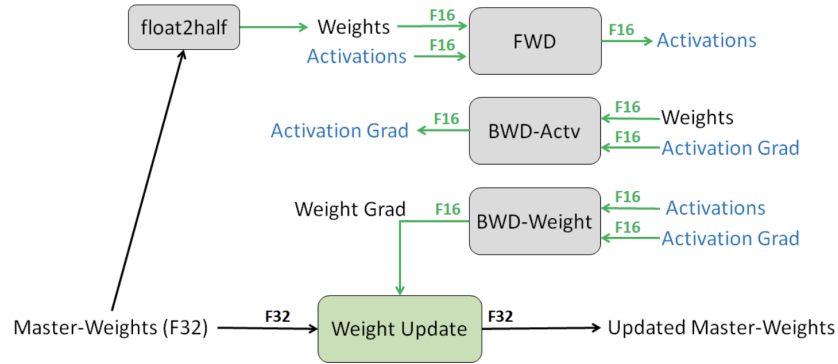 float2half
Weights
F16
FWD
F16
Activations
Activations
F16
Activation Grad
F16
BWD-Actv
F16
Weights
F16
Activation Grad
Weight Grad
F16
BWD-Weight
F16
Activations
F16
Activation Grad
Master-Weights (F32)
F32
Weight Update
F32
Updated Master-Weights